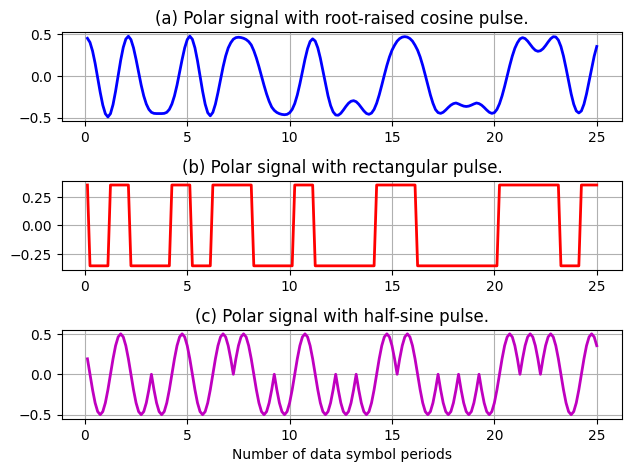 (a) Polar signal with root-raised cosine pulse.
0.5
0.0
−0.5
0 5 10 15 20 25
(b) Polar signal with rectangular pulse.
0.25
0.00
−0.25
0 5 10 15 20 25
(c) Polar signal with half-sine pulse.
0.5
0.0
−0.5
0 5 10 15 20 25
Number of data symbol periods